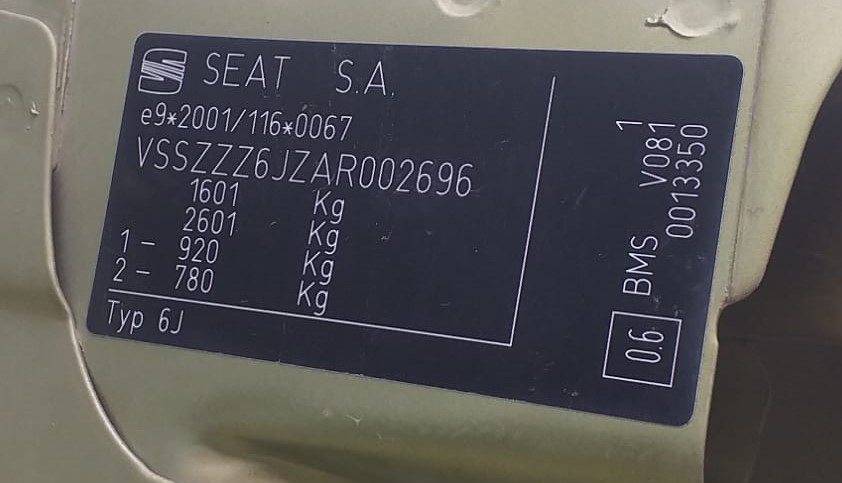 SEAT S.A.
e9*2001/116*0067
VSSZZZ6JZAR002696
1601 Kg
2601 Kg
1- 920 Kg
2- 780 Kg
Typ 6J
1
BMS V081
0013350
0.6